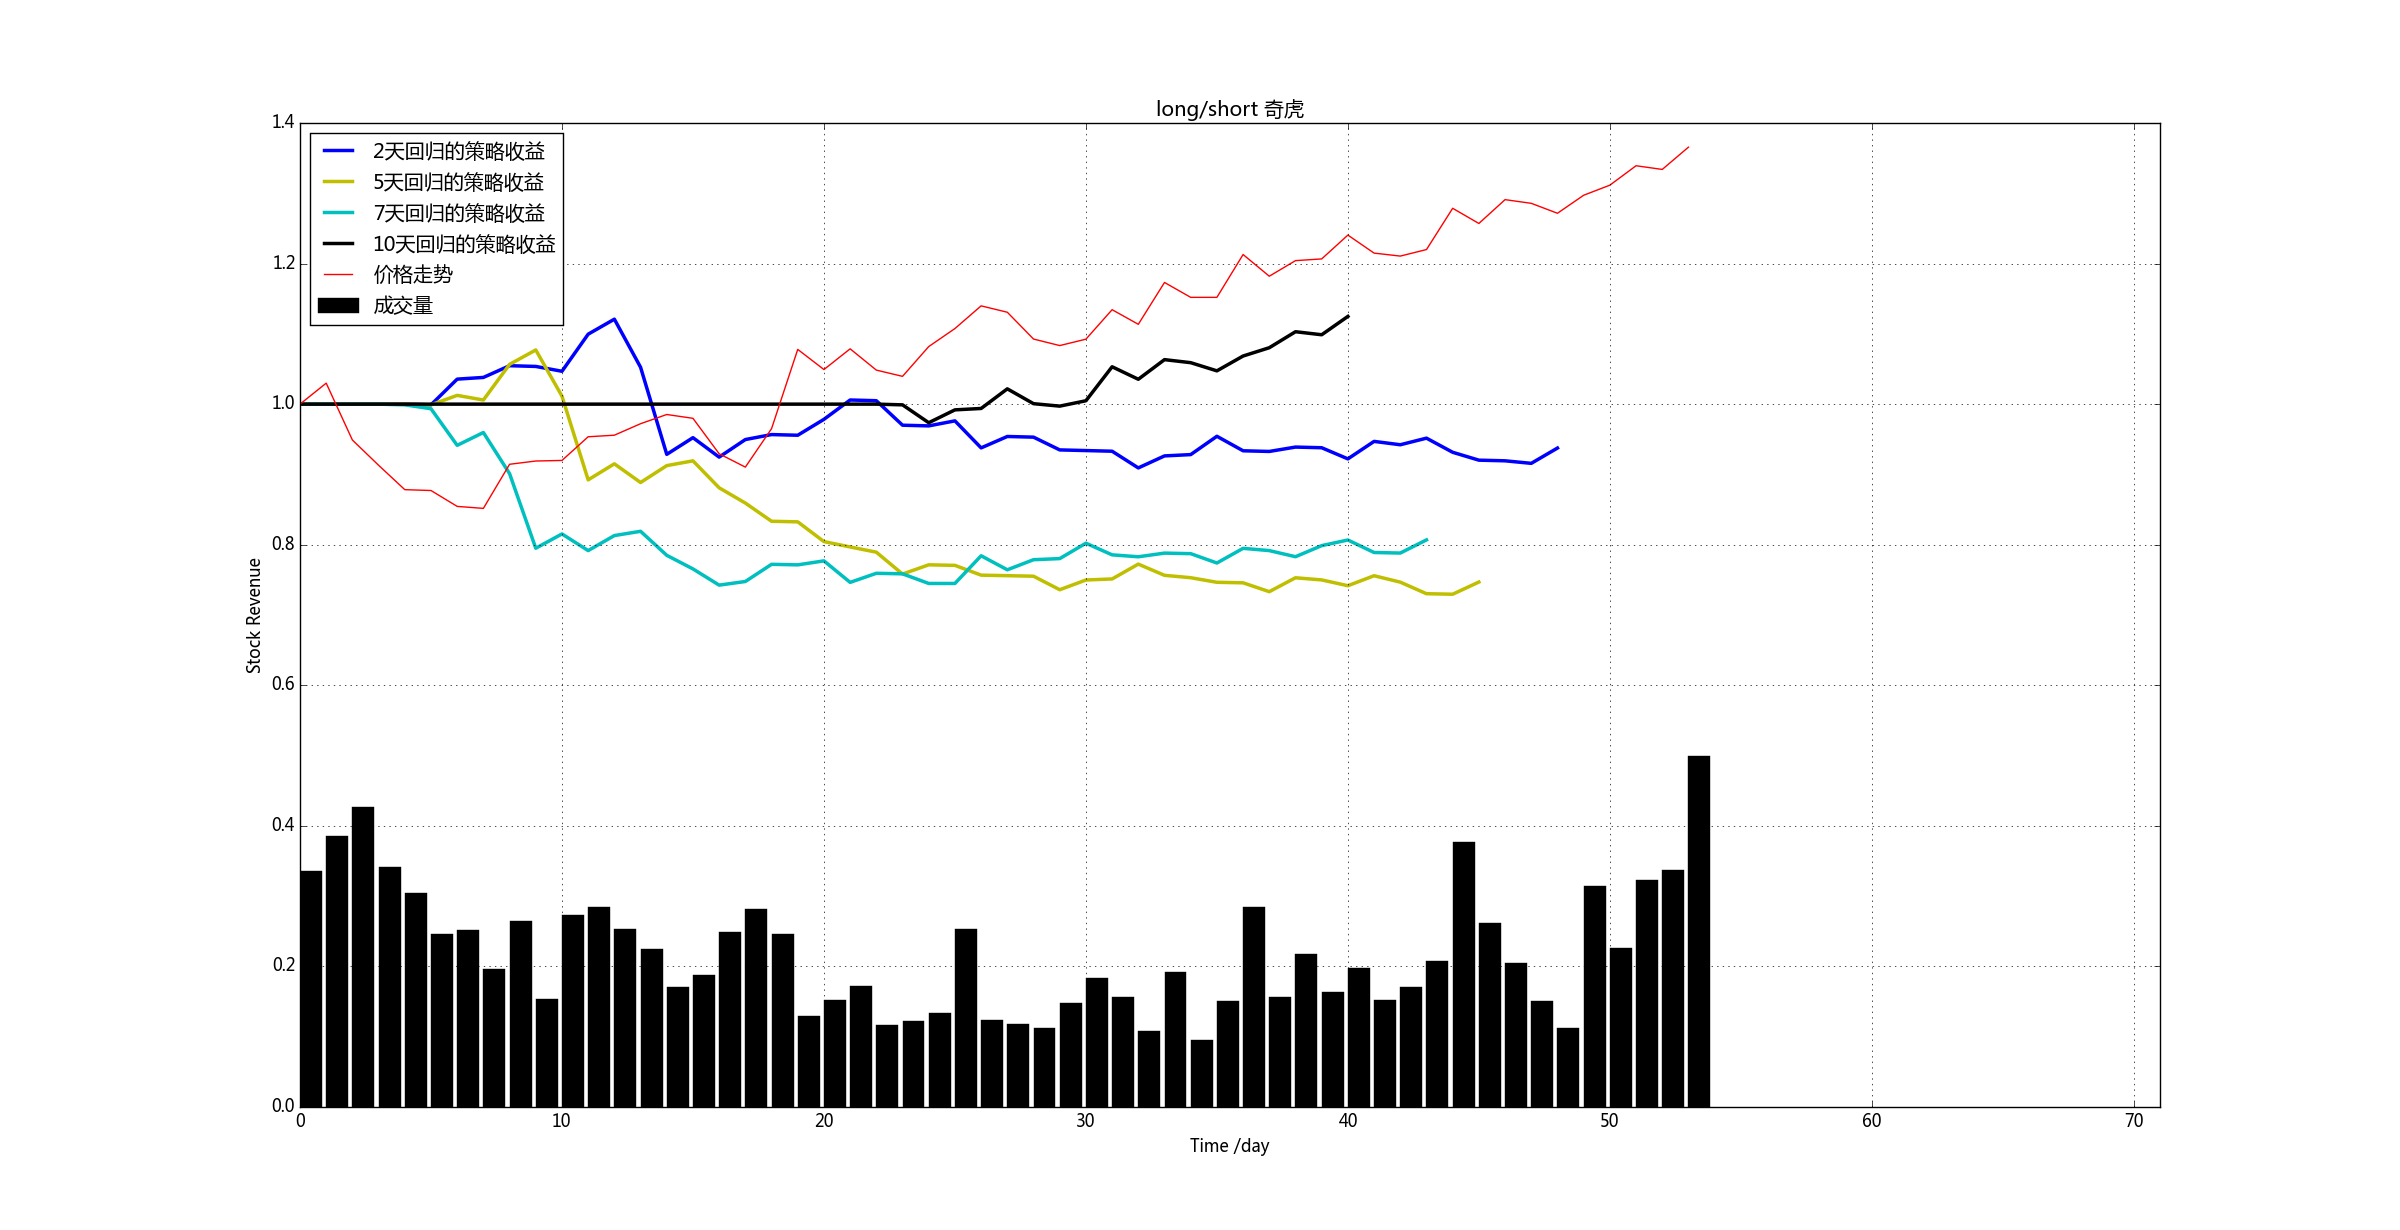 long/short 奇虎
1.4
1.2
1.0
0.8
0.6
0.4
0.2
0.0
2天回归的策略收益
5天回归的策略收益
7天回归的策略收益
10天回归的策略收益
价格走势
成交量
Stock Revenue
0 10 20 30 40 50 60 70
Time /day